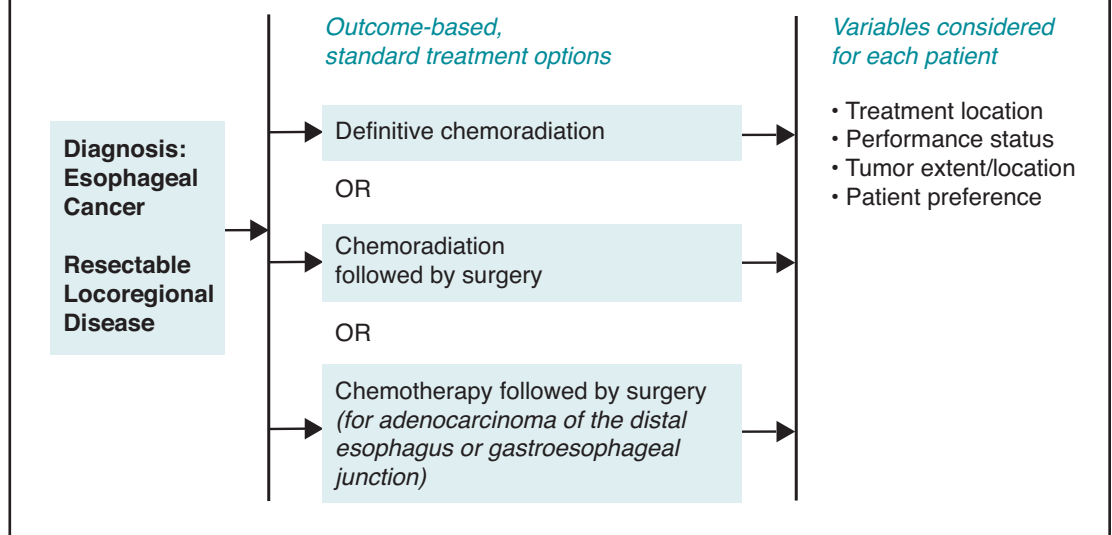 Diagnosis:
Esophageal
Cancer
Resectable
Locoregional
Disease
Outcome-based,
standard treatment options
Definitive chemoradiation
OR
Chemoradiation
followed by surgery
OR
Chemotherapy followed by surgery
(for adenocarcinoma of the distal
esophagus or gastroesophageal
junction)
Variables considered
for each patient
• Treatment location
• Performance status
• Tumor extent/location
• Patient preference